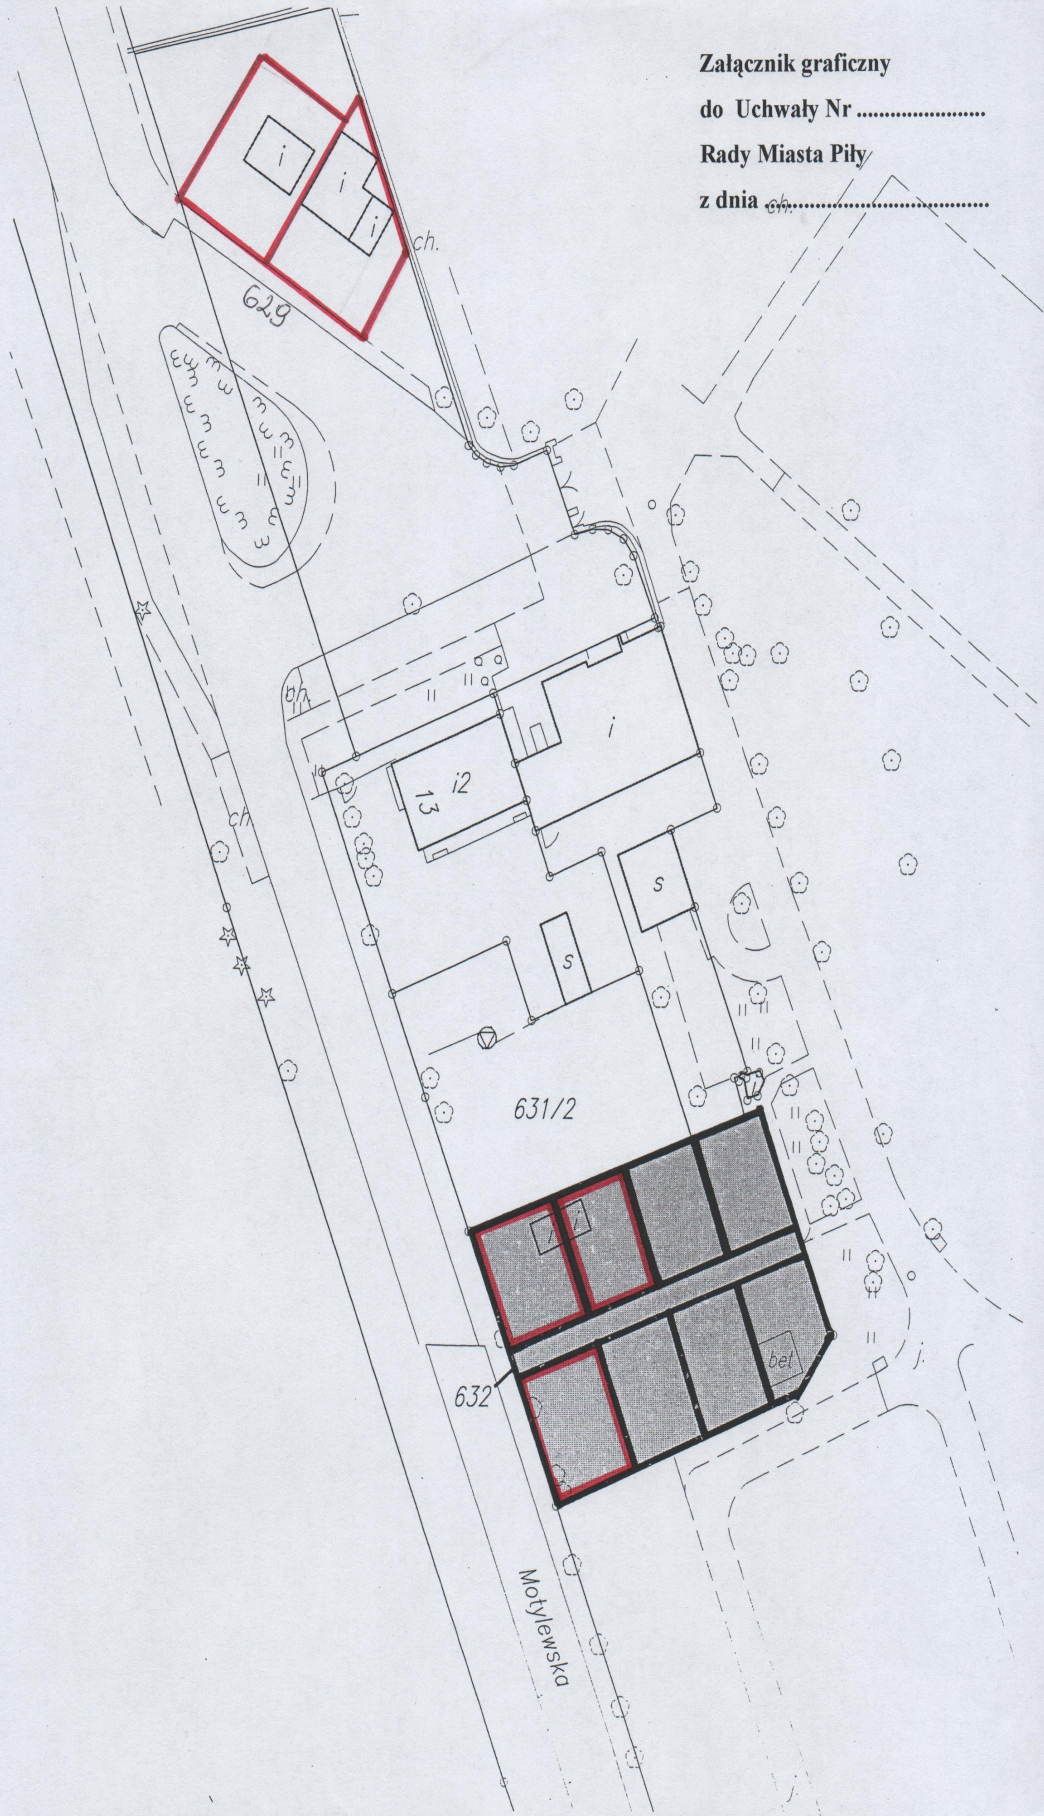 Załącznik graficzny
do Uchwały Nr .......................
Rady Miasta Piły
z dnia ........................................
ch.
i
i
i
ch.
629
bh.
i
i2
13
ch
s
s
631/2
i
i
bet
632
j.
Motylewska